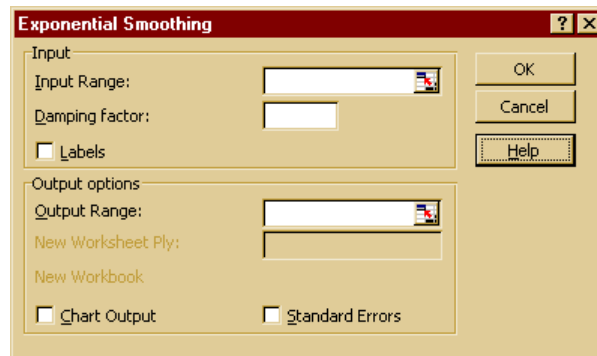 Exponential Smoothing
Input
Input Range:
Damping factor:
Labels
OK
Cancel
Help
Output options
Output Range:
New Worksheet Ply:
New Workbook
Chart Output
Standard Errors